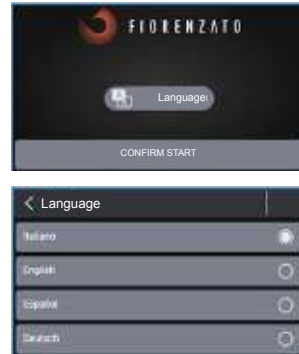 FIORENZATO
Language
CONFIRM START
Language
Italiano
English
Español
Deutsch